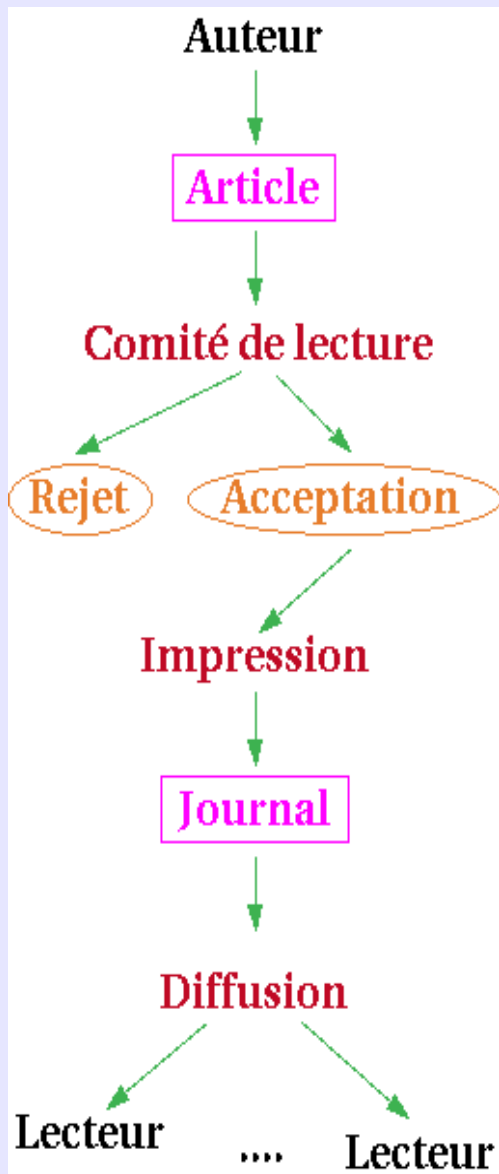 Auteur
Article
Comité de lecture
Rejet
Acceptation
Impression
Journal
Diffusion
Lecteur .... Lecteur